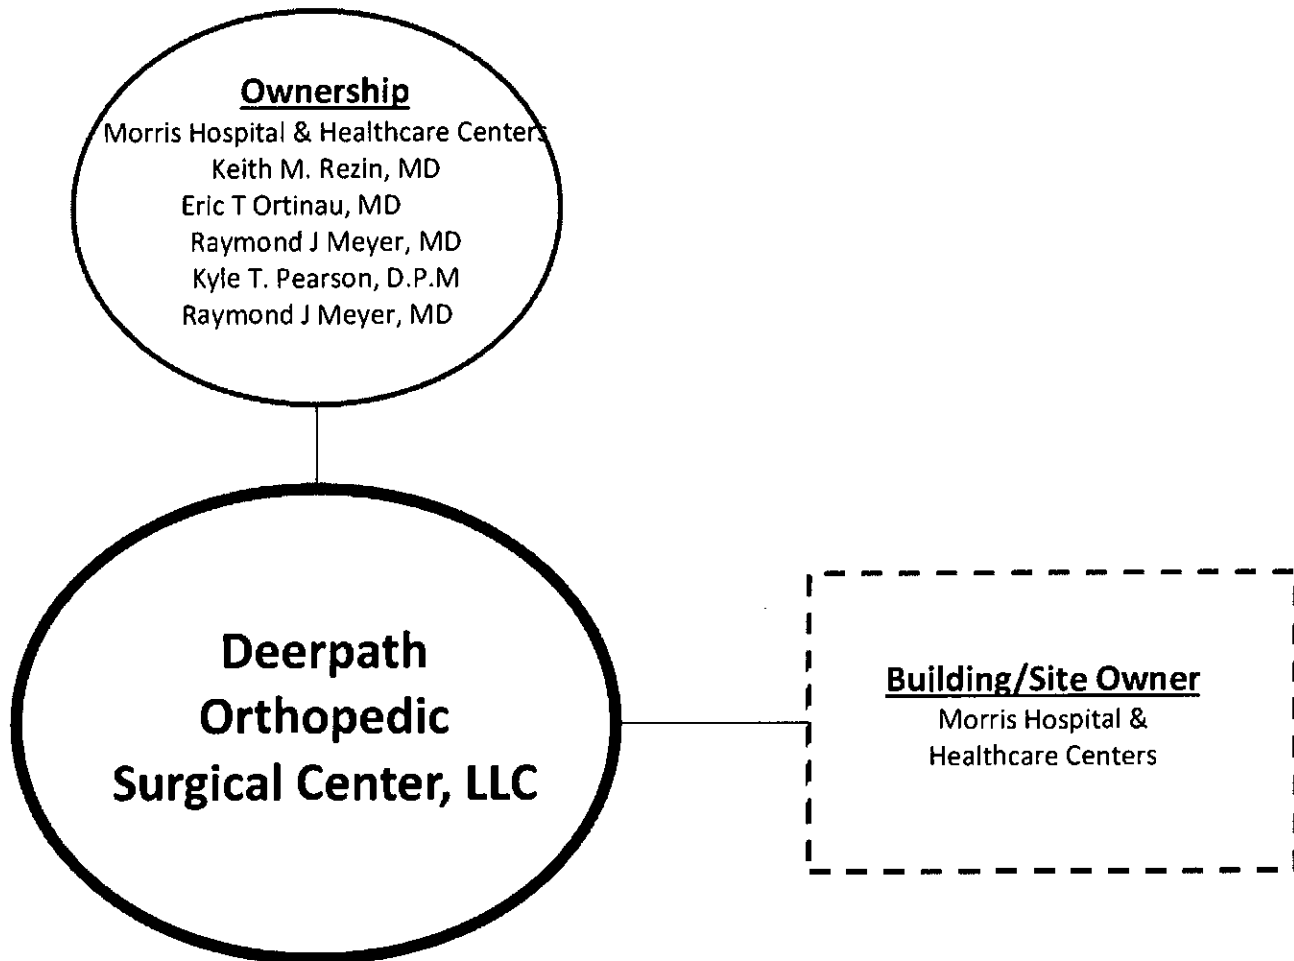 Ownership
Morris Hospital & Healthcare Centers
Keith M. Rezin, MD
Eric T Ortinau, MD
Raymond J Meyer, MD
Kyle T. Pearson, D.P.M
Raymond J Meyer, MD
Deerpath
Orthopedic
Surgical Center, LLC
Building/Site Owner
Morris Hospital &
Healthcare Centers